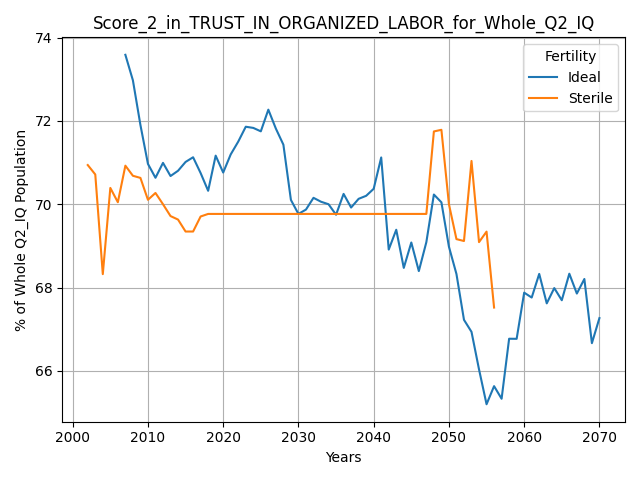 Score_2_in_TRUST_IN_ORGANIZED_LABOR_for_Whole_Q2_IQ
Fertility
Ideal
Sterile
% of Whole Q2_IQ Population
74
72
70
68
66
2000 2010 2020 2030 2040 2050 2060 2070
Years